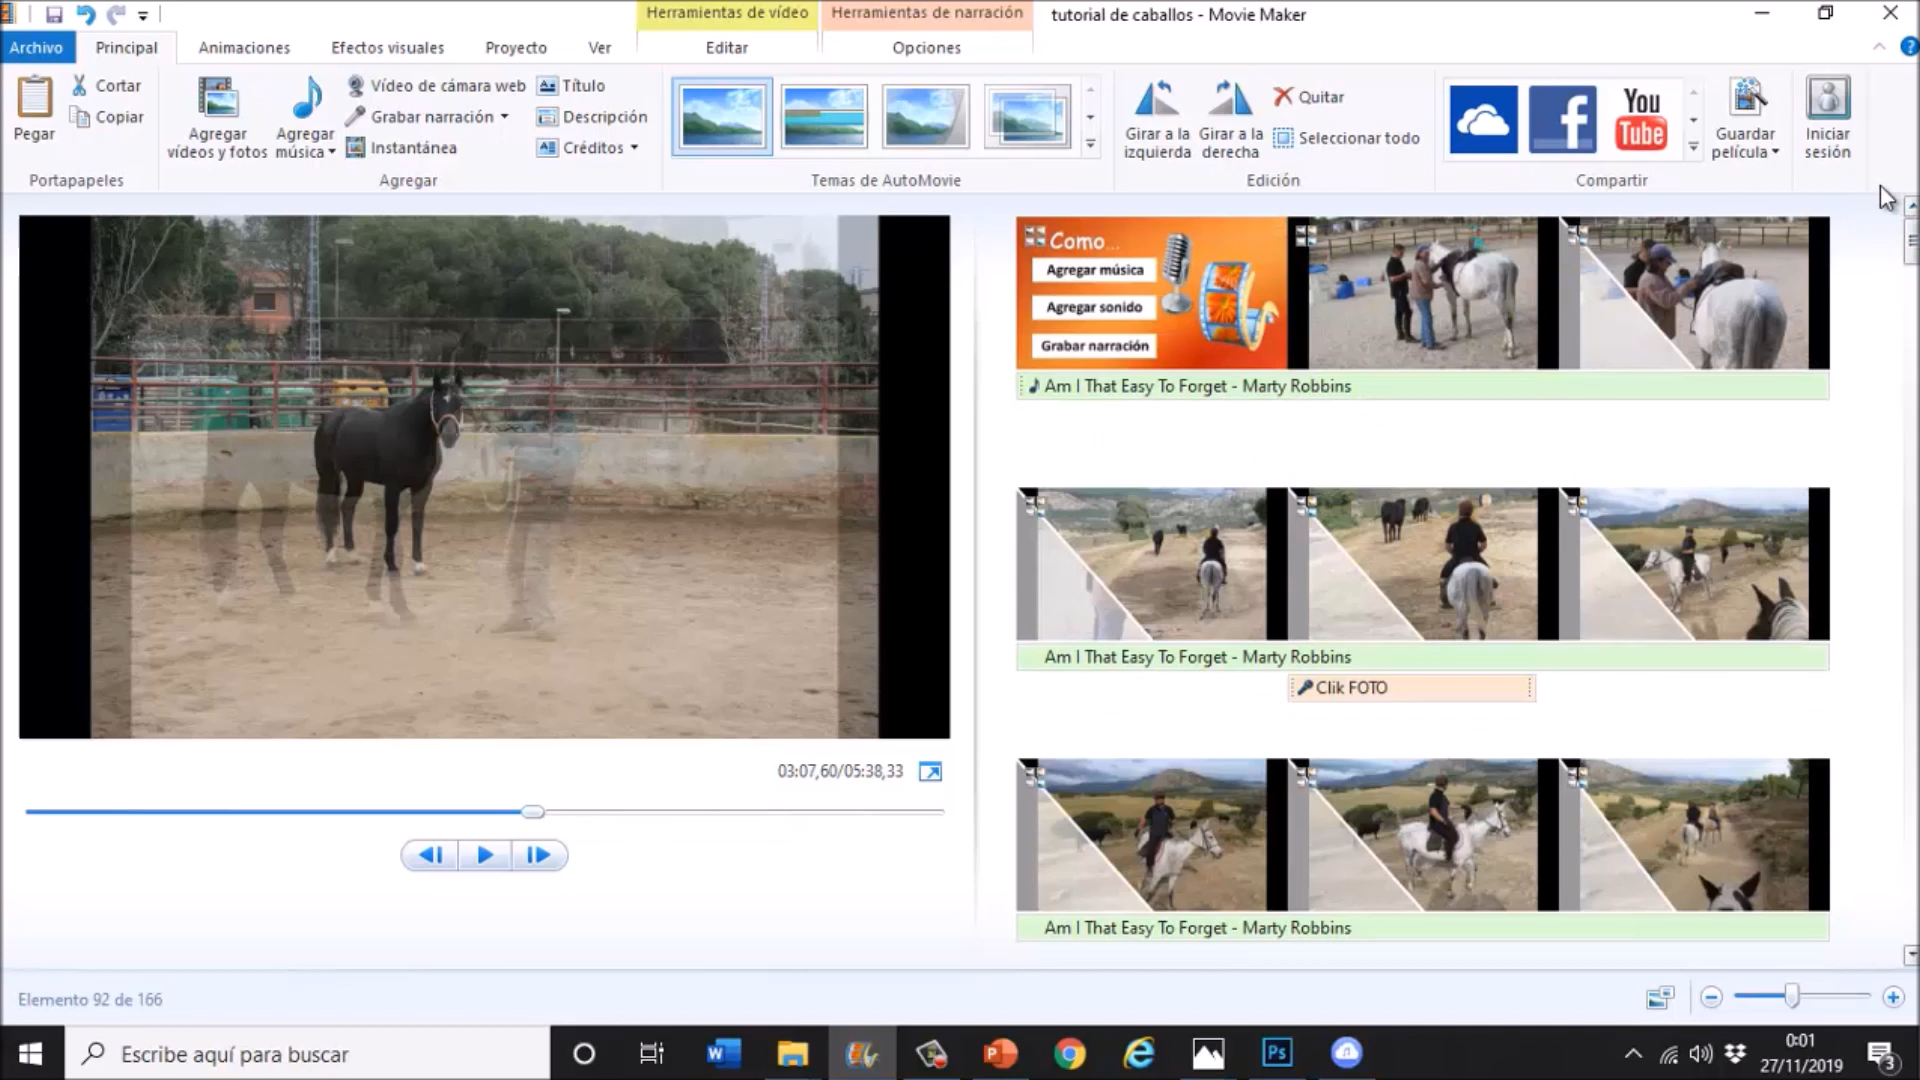 Herramientas de vídeo
Herramientas de narración
tutorial de caballos - Movie Maker
Archivo
Principal
Animaciones
Efectos visuales
Proyecto
Ver
Editar
Opciones
Pegar
Cortar
Copiar
Portapapeles
Agregar
vídeos y fotos
Agregar
música
Vídeo de cámara web
Grabar narración
Instantánea
Título
Descripción
Créditos
Agregar
Temas de AutoMovie
Girar a la
izquierda
Girar a la
derecha
Quitar
Seleccionar todo
Edición
You
Tube
Compartir
Guardar
película
Iniciar
sesión
Como...
Agregar música
Agregar sonido
Grabar narración
Am I That Easy To Forget - Marty Robbins
Am I That Easy To Forget - Marty Robbins
Clik FOTO
Am I That Easy To Forget - Marty Robbins
03:07,60/05:38,33
Elemento 92 de 166
Escribe aquí para buscar
Ps
0:01
27/11/2019
3